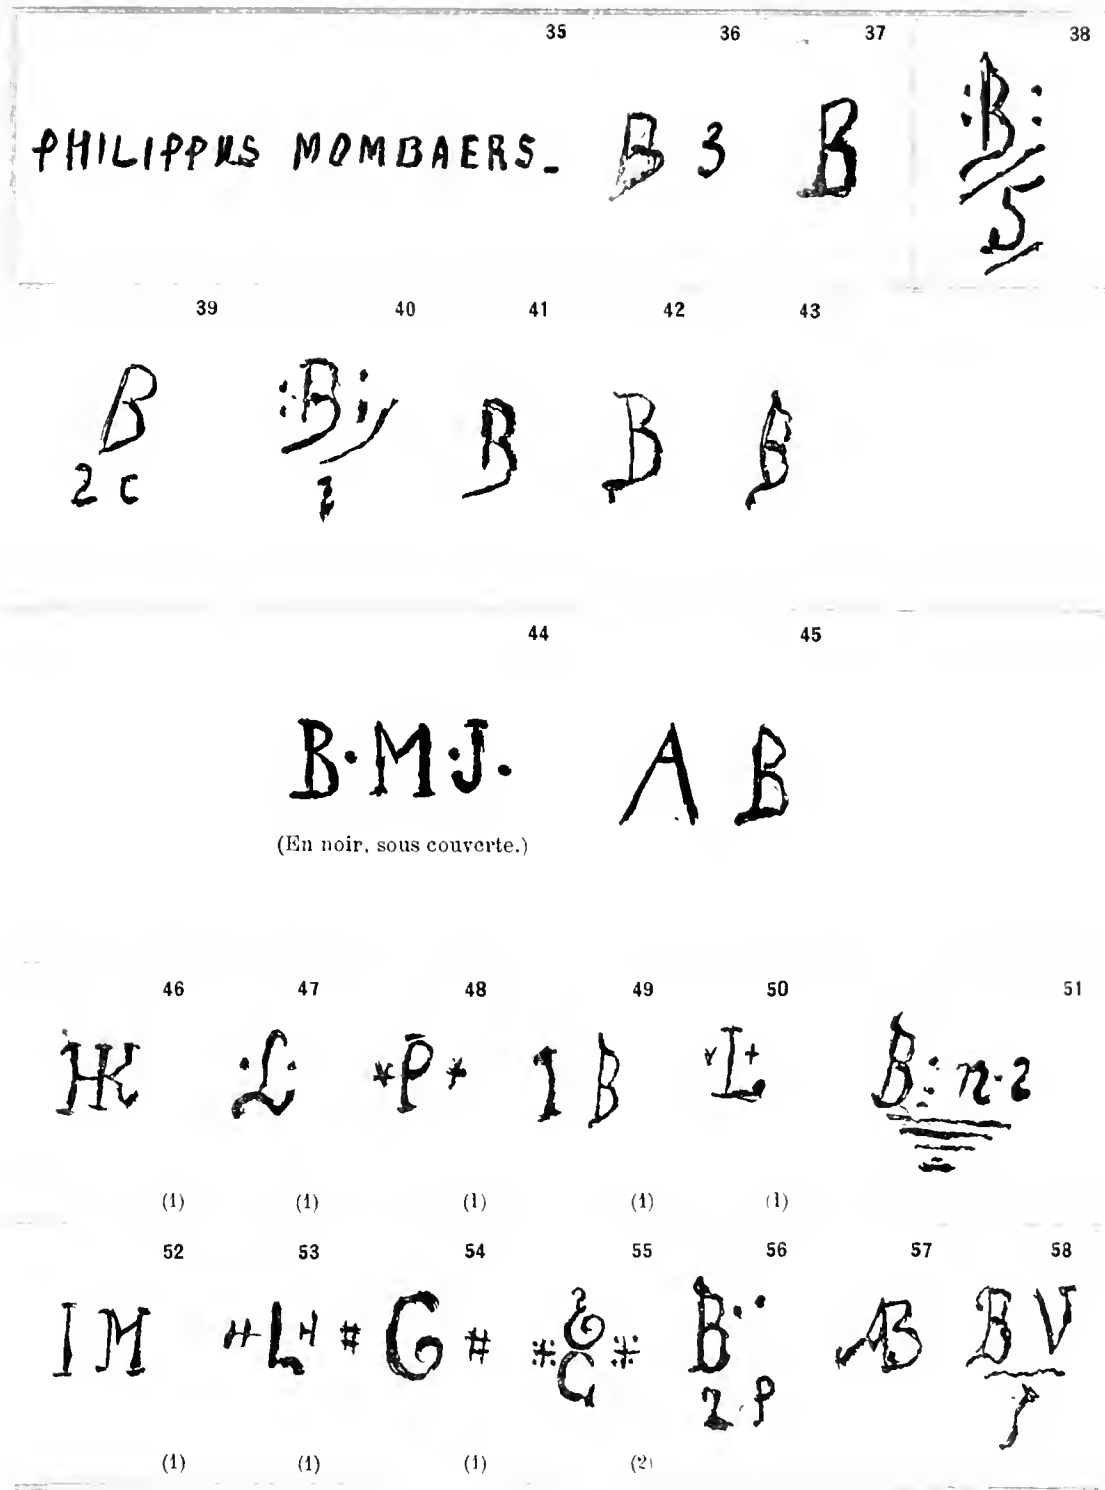 35 36 37 38
PHILIPPUS MOMBAERS_ B 3 B :B:
5
39 40 41 42 43
B :B: B B B
2 c
44 45
B·M·J. A B
(En noir, sous couverte.)
46 47 48 49 50 51
HK ·L· *P* 1 B L B: n·2
(1) (1) (1) (1) (1)
52 53 54 55 56 57 58
I M L # G # & C B AB B V
2·P
(1) (1) (1) (2)